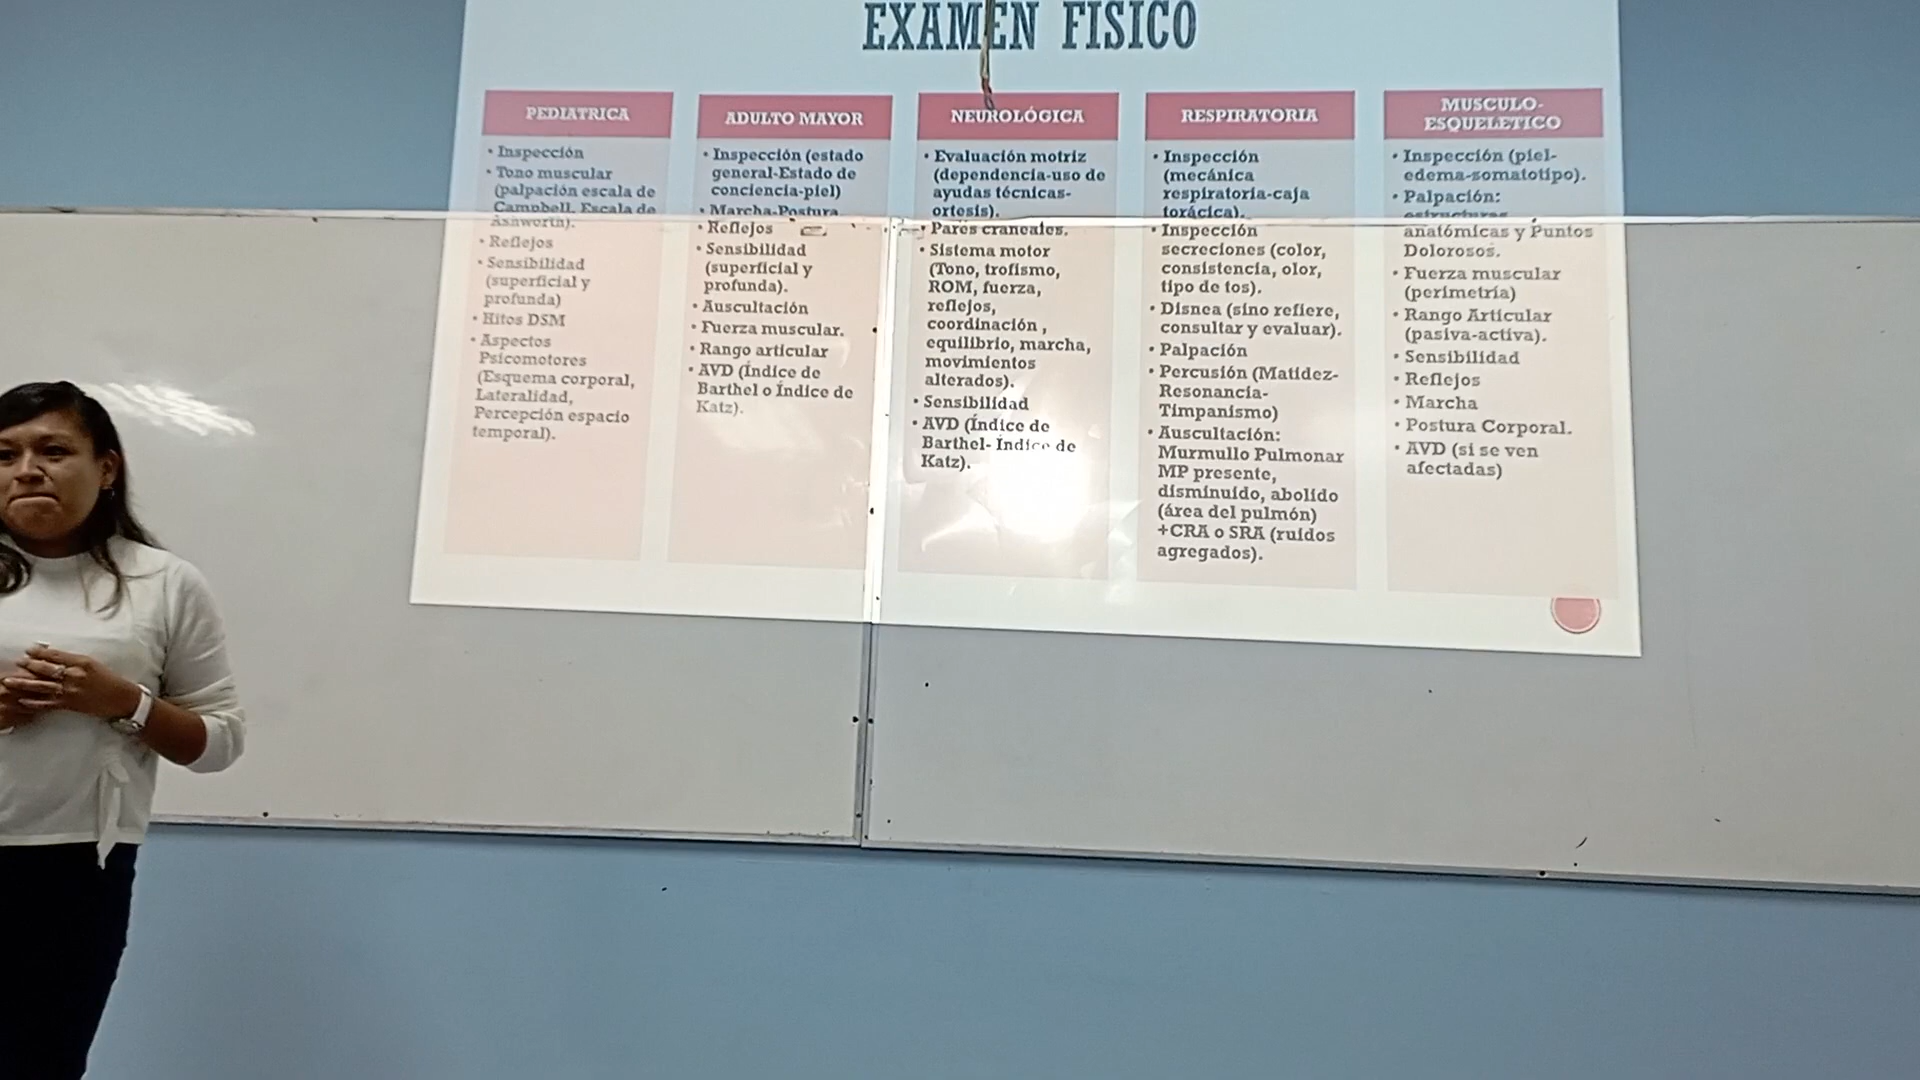 EXAMEN FISICO
PEDIATRICA
• Inspección
• Tono muscular
(palpación escala de
Campbell, Escala de
Ashworth).
• Reflejos
• Sensibilidad
(superficial y
profunda)
• Hitos DSM
• Aspectos
Psicomotores
(Esquema corporal,
Lateralidad,
Percepción espacio
temporal).
ADULTO MAYOR
• Inspección (estado
general-Estado de
conciencia-piel)
• Marcha-Postura
• Reflejos
• Sensibilidad
(superficial y
profunda).
• Auscultación
• Fuerza muscular.
• Rango articular
• AVD (Índice de
Barthel o Índice de
Katz).
NEUROLÓGICA
• Evaluación motriz
(dependencia-uso de
ayudas técnicas-
ortesis).
• Pares craneales.
• Sistema motor
(Tono, trofismo,
ROM, fuerza,
reflejos,
coordinación ,
equilibrio, marcha,
movimientos
alterados).
• Sensibilidad
• AVD (Índice de
Barthel- Índice de
Katz).
RESPIRATORIA
• Inspección
(mecánica
respiratoria-caja
torácica).
• Inspección
secreciones (color,
consistencia, olor,
tipo de tos).
• Disnea (sino refiere,
consultar y evaluar).
• Palpación
• Percusión (Matidez-
Resonancia-
Timpanismo)
• Auscultación:
Murmullo Pulmonar
MP presente,
disminuido, abolido
(área del pulmón)
+CRA o SRA (ruidos
agregados).
MUSCULO-
ESQUELETICO
• Inspección (piel-
edema-somatotipo).
• Palpación:
estructuras
anatómicas y Puntos
Dolorosos.
• Fuerza muscular
(perimetría)
• Rango Articular
(pasiva-activa).
• Sensibilidad
• Reflejos
• Marcha
• Postura Corporal.
• AVD (si se ven
afectadas)